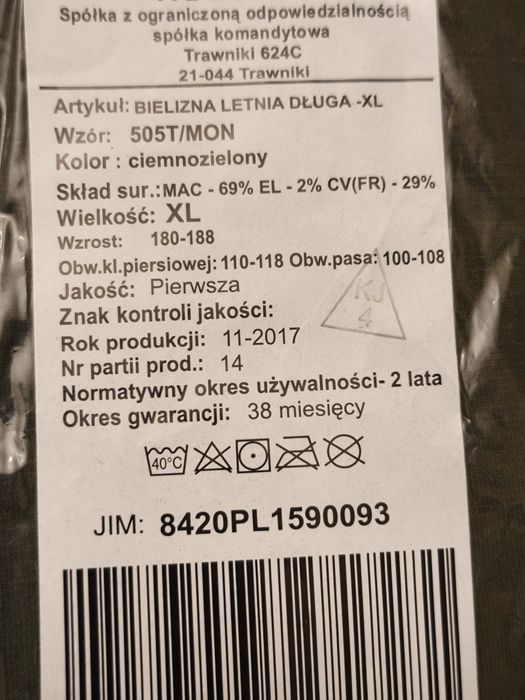 Spółka z ograniczoną odpowiedzialnością
spółka komandytowa
Trawniki 624C
21-044 Trawniki
Artykuł: BIELIZNA LETNIA DŁUGA -XL
Wzór: 505T/MON
Kolor : ciemnozielony
Skład sur.:MAC - 69% EL - 2% CV(FR) - 29%
Wielkość: XL
Wzrost: 180-188
Obw.kl.piersiowej: 110-118 Obw.pasa: 100-108
Jakość: Pierwsza
KJ
4
Znak kontroli jakości:
Rok produkcji: 11-2017
Nr partii prod.: 14
Normatywny okres używalności- 2 lata
Okres gwarancji: 38 miesięcy
40°C
JIM: 8420PL1590093